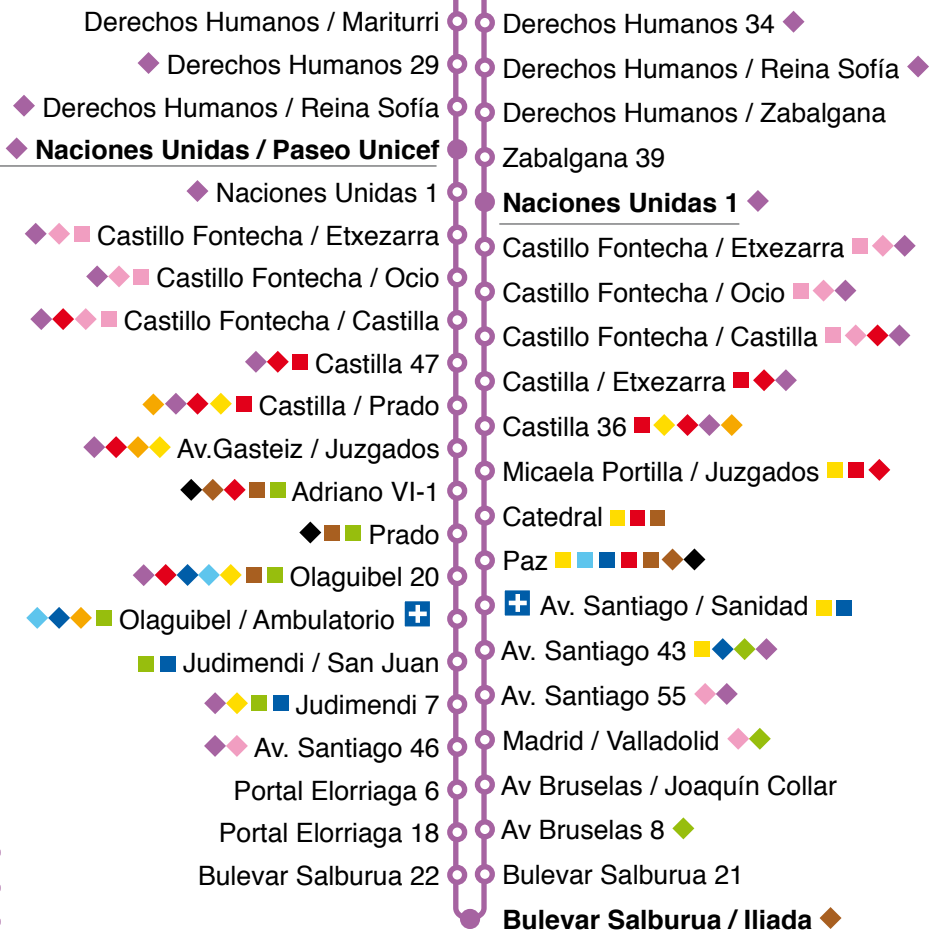 Derechos Humanos / Mariturri
Derechos Humanos 29
Derechos Humanos / Reina Sofía
Naciones Unidas / Paseo Unicef
Naciones Unidas 1
Castillo Fontecha / Etxezarra
Castillo Fontecha / Ocio
Castillo Fontecha / Castilla
Castilla 47
Castilla / Prado
Av.Gasteiz / Juzgados
Adriano VI-1
Prado
Olaguibel 20
Olaguibel / Ambulatorio
Judimendi / San Juan
Judimendi 7
Av. Santiago 46
Portal Elorriaga 6
Portal Elorriaga 18
Bulevar Salburua 22
Derechos Humanos 34
Derechos Humanos / Reina Sofía
Derechos Humanos / Zabalgana
Zabalgana 39
Naciones Unidas 1
Castillo Fontecha / Etxezarra
Castillo Fontecha / Ocio
Castillo Fontecha / Castilla
Castilla / Etxezarra
Castilla 36
Micaela Portilla / Juzgados
Catedral
Paz
Av. Santiago / Sanidad
Av. Santiago 43
Av. Santiago 55
Madrid / Valladolid
Av Bruselas / Joaquín Collar
Av Bruselas 8
Bulevar Salburua 21
Bulevar Salburua / Iliada